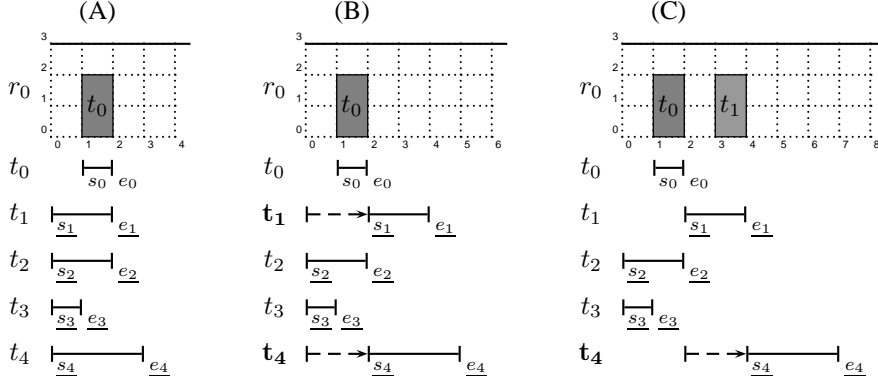 (A) (B) (C)
3 3 3
2 2 2
r0 t0 r0 t0 r0 t0 t1
1 1 1
0 0 0
0 1 2 3 4 0 1 2 3 4 5 6 0 1 2 3 4 5 6 7 8
t0 s0 e0 t0 s0 e0 t0 s0 e0
t1 s1 e1 t1 s1 e1 t1 s1 e1
t2 s2 e2 t2 s2 e2 t2 s2 e2
t3 s3 e3 t3 s3 e3 t3 s3 e3
t4 s4 e4 t4 s4 e4 t4 s4 e4